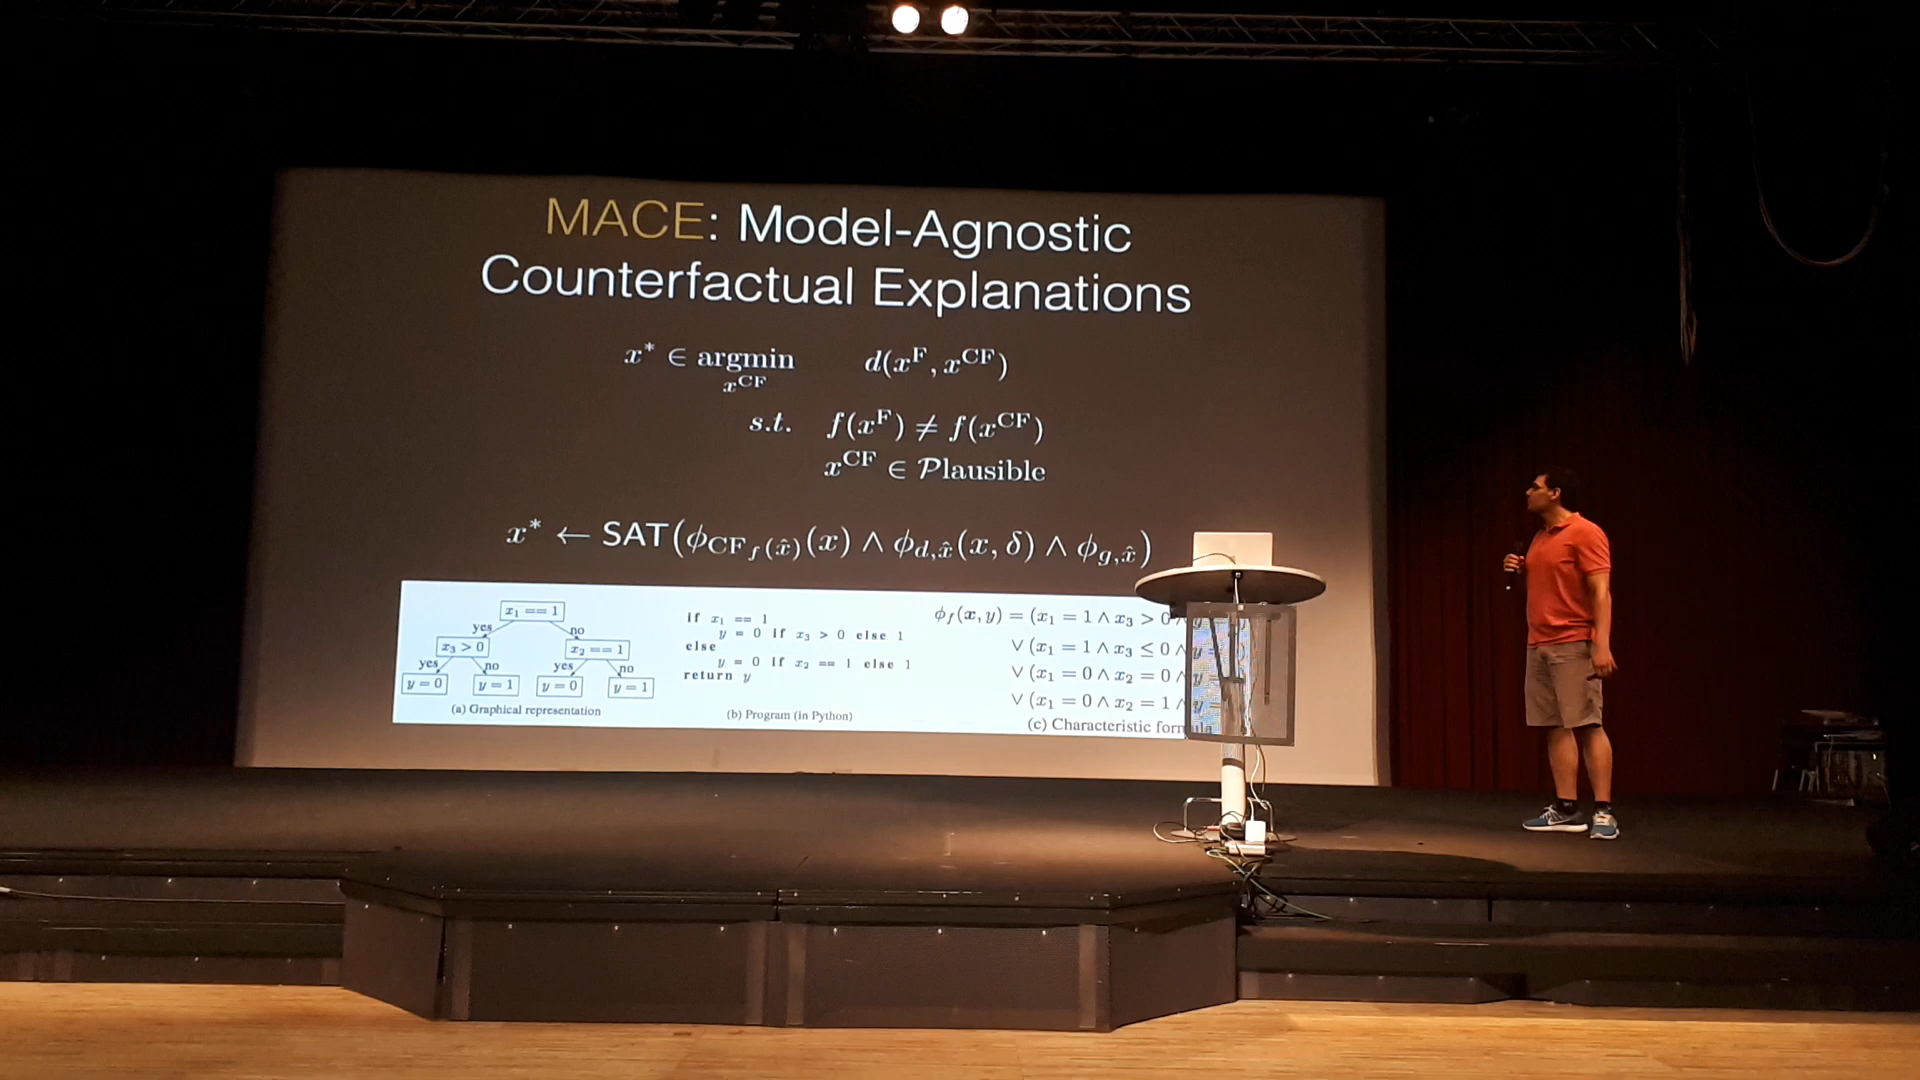 MACE: Model-Agnostic
Counterfactual Explanations
x* ∈ argmin d(x^F, x^CF)
x^CF
s.t. f(x^F) ≠ f(x^CF)
x^CF ∈ Plausible
x* ← SAT(ϕ_CF_f(x̂)(x) ∧ ϕ_d,x̂(x, δ) ∧ ϕ_g,x̂)
x₁ == 1
yes no
x₃ > 0 x₂ == 1
yes no yes no
y = 0 y = 1 y = 0 y = 1
(a) Graphical representation
if x₁ == 1
y = 0 if x₃ > 0 else 1
else
y = 0 if x₂ == 1 else 1
return y
(b) Program (in Python)
ϕ_f(x, y) = (x₁ = 1 ∧ x₃ > 0 ∧
∨ (x₁ = 1 ∧ x₃ ≤ 0 ∧ y
∨ (x₁ = 0 ∧ x₂ = 0 ∧ y =
∨ (x₁ = 0 ∧ x₂ = 1 ∧ y
(c) Characteristic formula